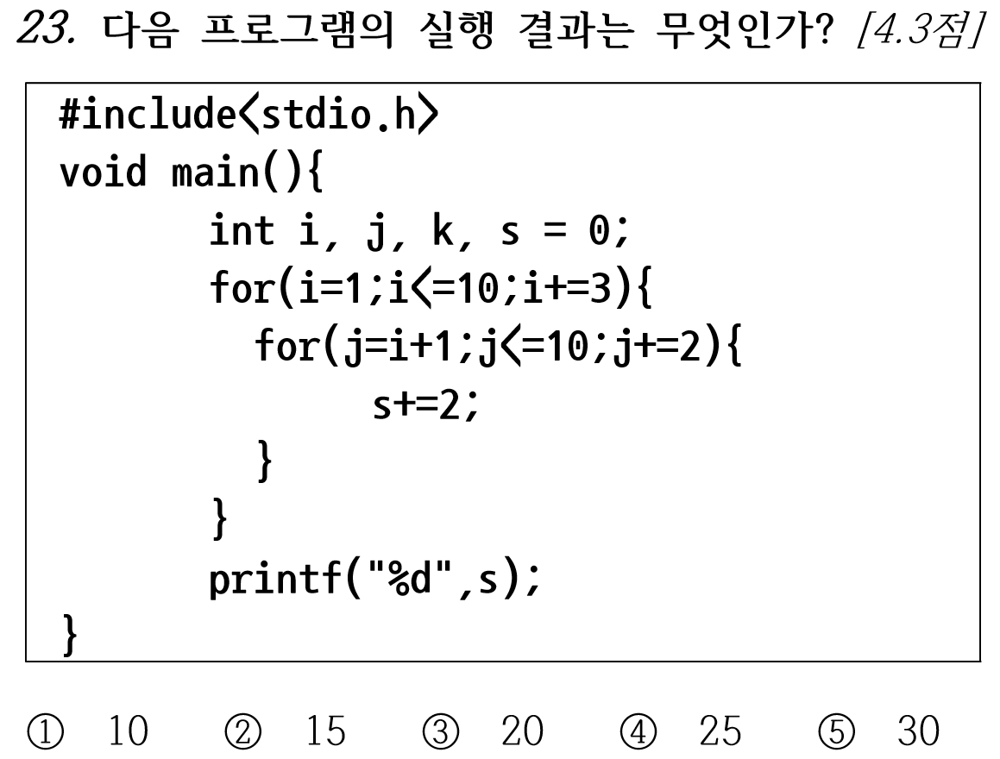 23. 다음 프로그램의 실행 결과는 무엇인가? [4.3점]
#include<stdio.h>
void main(){
int i, j, k, s = 0;
for(i=1;i<=10;i+=3){
for(j=i+1;j<=10;j+=2){
s+=2;
}
}
printf("%d",s);
}
① 10 ② 15 ③ 20 ④ 25 ⑤ 30